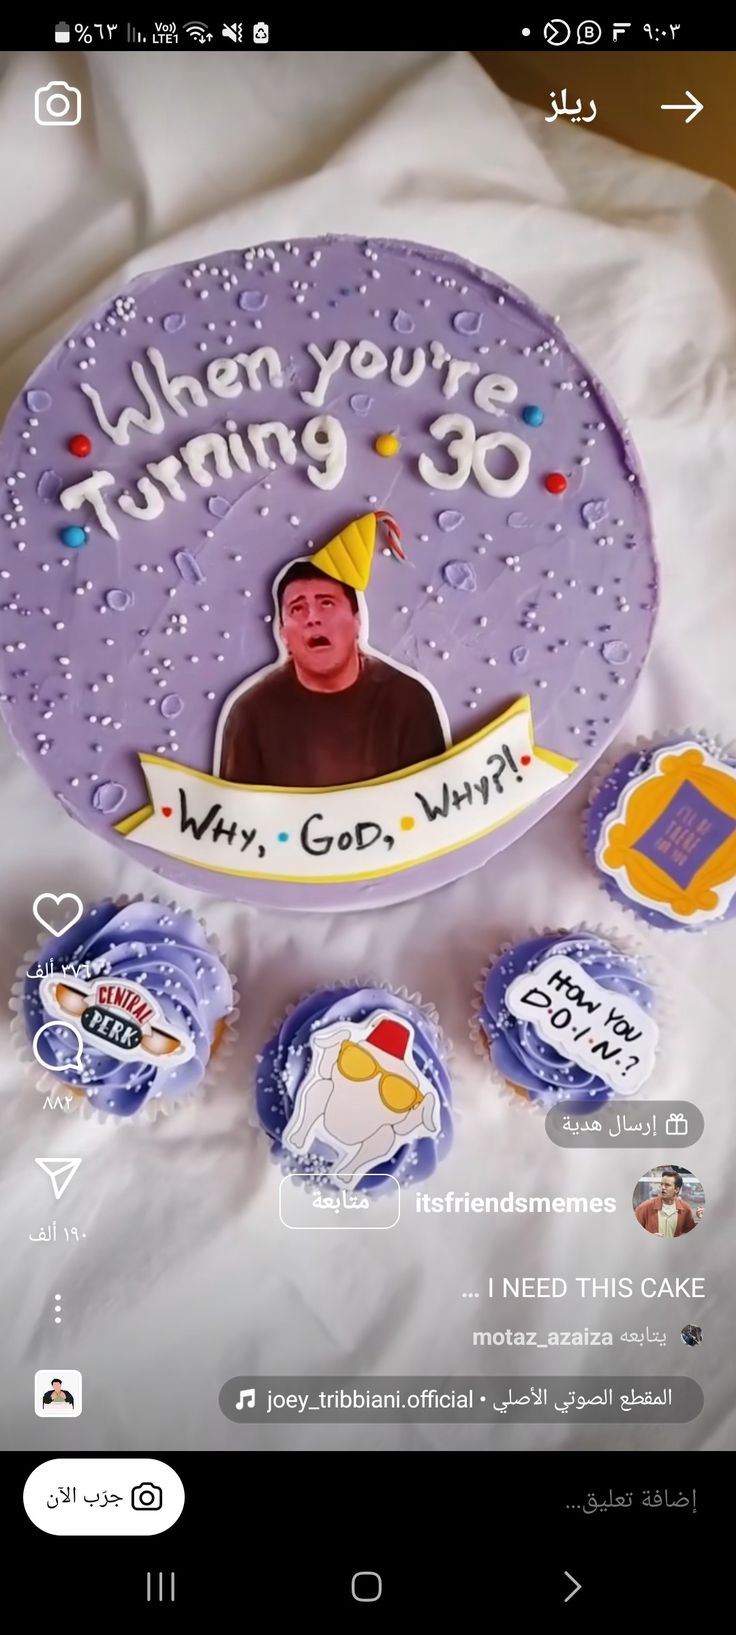 %٦٣
Vo))
LTE1
٩:٠٣
ريلز
When you're
Turning 30
Why, God, Why?!
I'LL BE
THERE
FOR YOU
CENTRAL
PERK
HOW YOU
D·O·I·N·?
٣٧٦ ألف
٨٨٢
١٩٠ ألف
إرسال هدية
itsfriendsmemes
متابعة
I NEED THIS CAKE ...
يتابعه motaz_azaiza
joey_tribbiani.official • المقطع الصوتي الأصلي
إضافة تعليق...
جرّب الآن